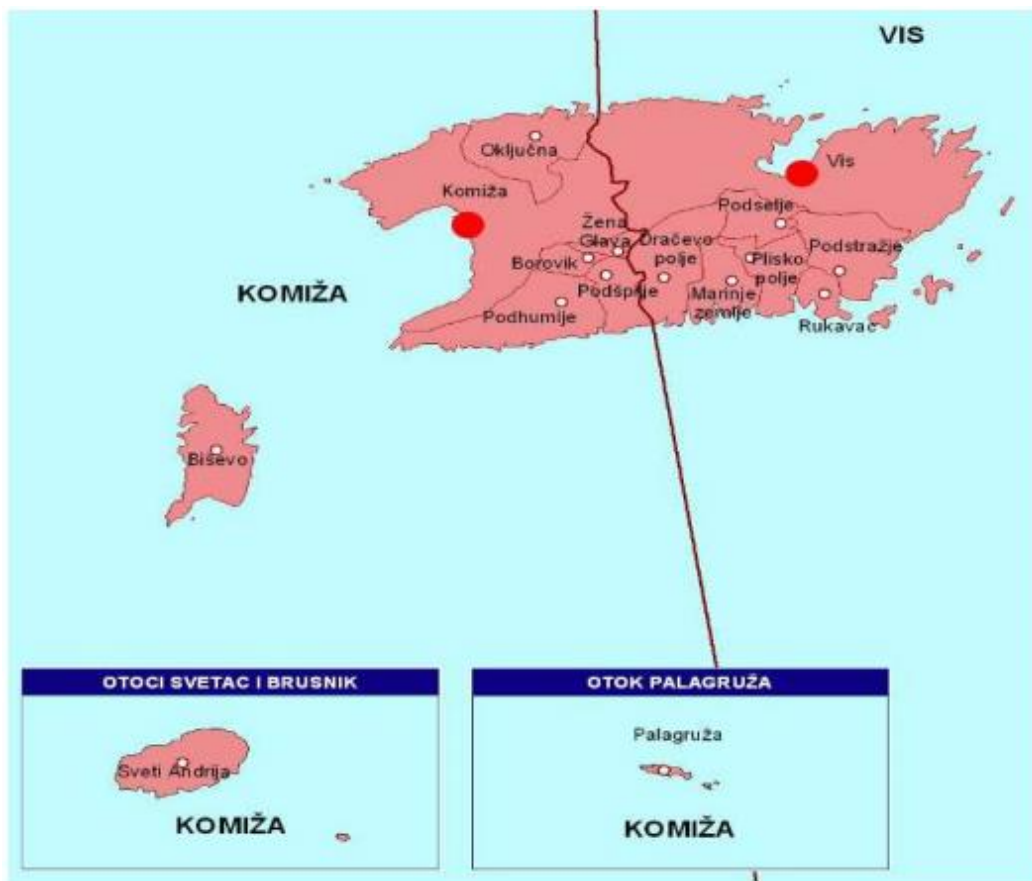 VIS
Oključna
Vis
Komiža
Podselje
Žena
Glava
Dračevo
polje
Podstražje
Borovik
Plisko
polje
KOMIŽA
Podšpilje
Marinje
zemlje
Podhumlje
Rukavac
Biševo
OTOCI SVETAC I BRUSNIK
OTOK PALAGRUŽA
Palagruža
Sveti Andrija
KOMIŽA
KOMIŽA